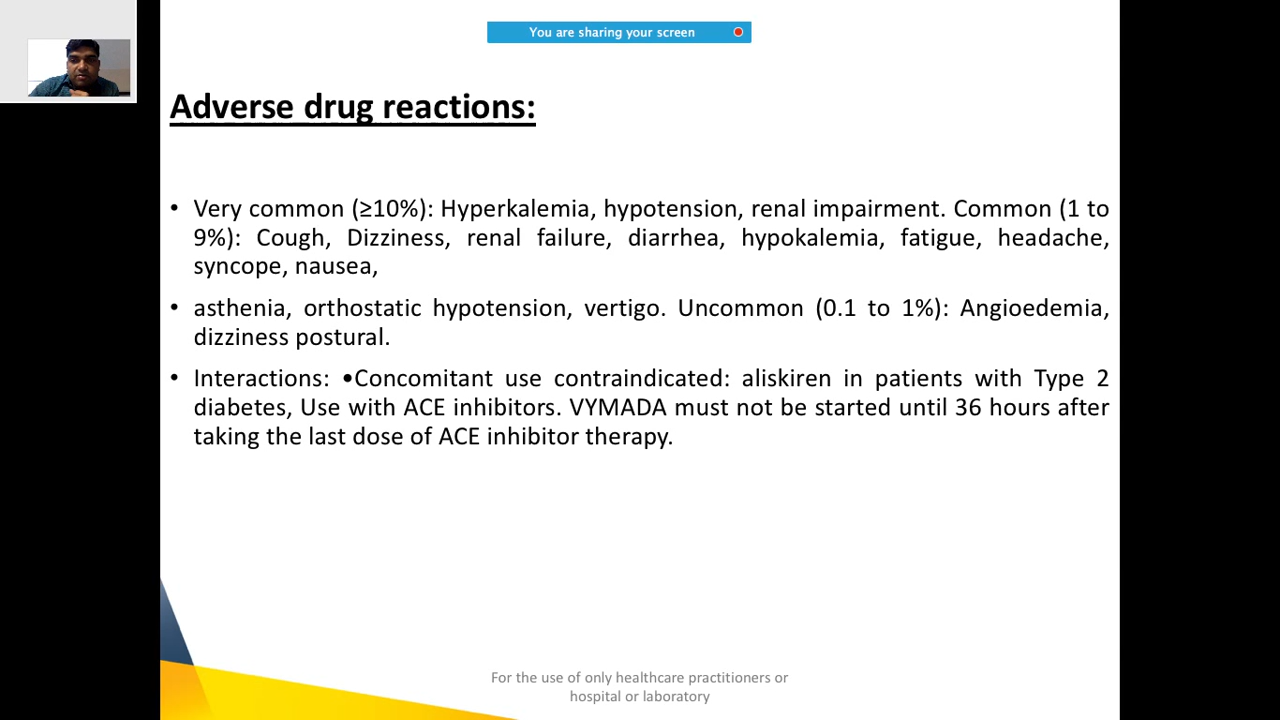 You are sharing your screen
Adverse drug reactions:
• Very common (≥10%): Hyperkalemia, hypotension, renal impairment. Common (1 to
9%): Cough, Dizziness, renal failure, diarrhea, hypokalemia, fatigue, headache,
syncope, nausea,
• asthenia, orthostatic hypotension, vertigo. Uncommon (0.1 to 1%): Angioedemia,
dizziness postural.
• Interactions: •Concomitant use contraindicated: aliskiren in patients with Type 2
diabetes, Use with ACE inhibitors. VYMADA must not be started until 36 hours after
taking the last dose of ACE inhibitor therapy.
For the use of only healthcare practitioners or
hospital or laboratory